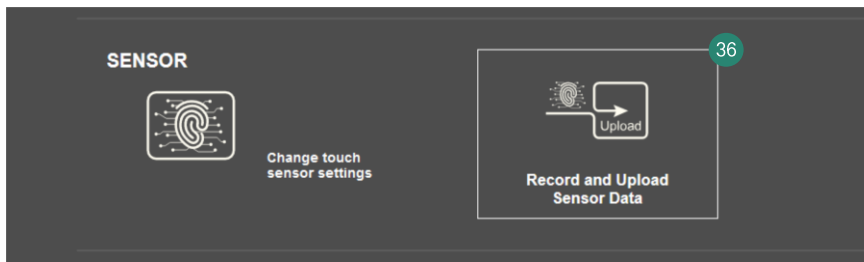 SENSOR
36
Upload
Change touch
sensor settings
Record and Upload
Sensor Data